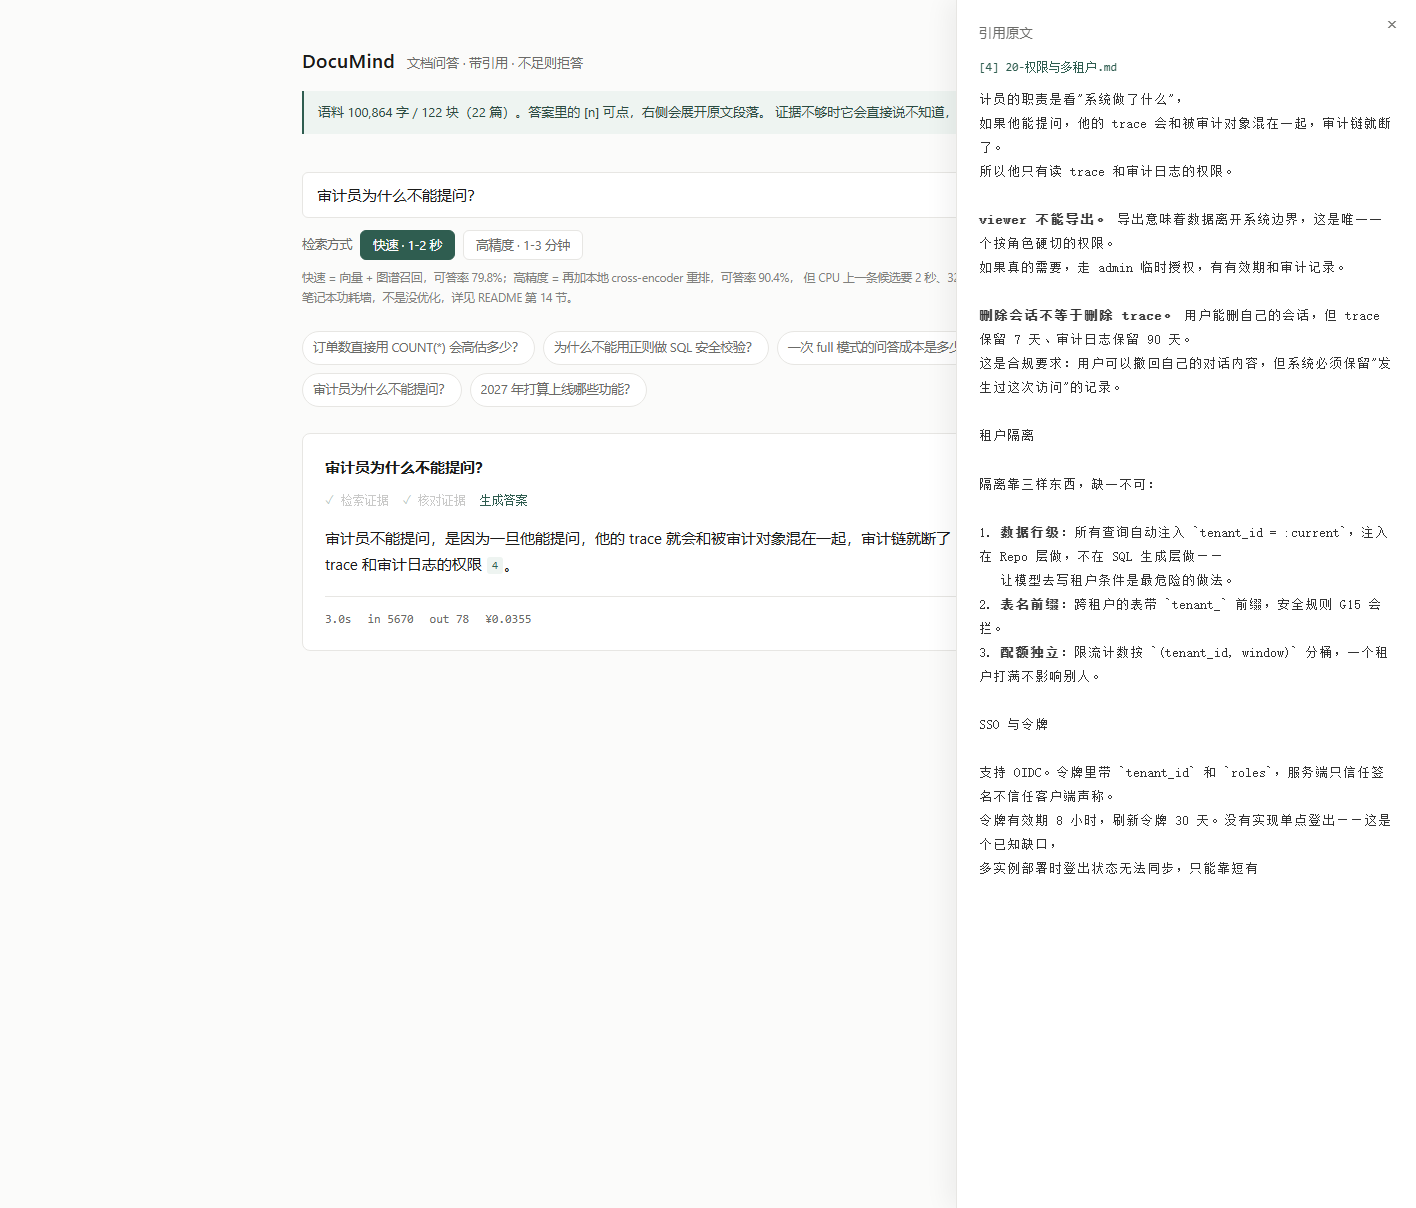 DocuMind 文档问答 · 带引用 · 不足则拒答
语料 100,864 字 / 122 块（22 篇）。答案里的 [n] 可点，右侧会展开原文段落。 证据不够时它会直接说不知道，
审计员为什么不能提问？
检索方式 快速 · 1-2 秒 高精度 · 1-3 分钟
快速 = 向量 + 图谱召回，可答率 79.8%；高精度 = 再加本地 cross-encoder 重排，可答率 90.4%， 但 CPU 上一条候选要 2 秒、32
笔记本功耗墙，不是没优化，详见 README 第 14 节。
订单数直接用 COUNT(*) 会高估多少？ 为什么不能用正则做 SQL 安全校验？ 一次 full 模式的问答成本是多少
审计员为什么不能提问？ 2027 年打算上线哪些功能？
审计员为什么不能提问？
✓ 检索证据 ✓ 核对证据 生成答案
审计员不能提问，是因为一旦他能提问，他的 trace 就会和被审计对象混在一起，审计链就断了
trace 和审计日志的权限 4 。
3.0s in 5670 out 78 ¥0.0355
引用原文 ×
[4] 20-权限与多租户.md
计员的职责是看"系统做了什么"，
如果他能提问，他的 trace 会和被审计对象混在一起，审计链就断
了。
所以他只有读 trace 和审计日志的权限。
viewer 不能导出。 导出意味着数据离开系统边界，这是唯一一
个按角色硬切的权限。
如果真的需要，走 admin 临时授权，有有效期和审计记录。
删除会话不等于删除 trace。 用户能删自己的会话，但 trace
保留 7 天、审计日志保留 90 天。
这是合规要求：用户可以撤回自己的对话内容，但系统必须保留"发
生过这次访问"的记录。
租户隔离
隔离靠三样东西，缺一不可：
1. 数据行级：所有查询自动注入 `tenant_id = :current`，注入
在 Repo 层做，不在 SQL 生成层做——
让模型去写租户条件是最危险的做法。
2. 表名前缀：跨租户的表带 `tenant_` 前缀，安全规则 G15 会
拦。
3. 配额独立：限流计数按 `(tenant_id, window)` 分桶，一个租
户打满不影响别人。
SSO 与令牌
支持 OIDC。令牌里带 `tenant_id` 和 `roles`，服务端只信任签
名不信任客户端声称。
令牌有效期 8 小时，刷新令牌 30 天。没有实现单点登出——这是
个已知缺口，
多实例部署时登出状态无法同步，只能靠短有